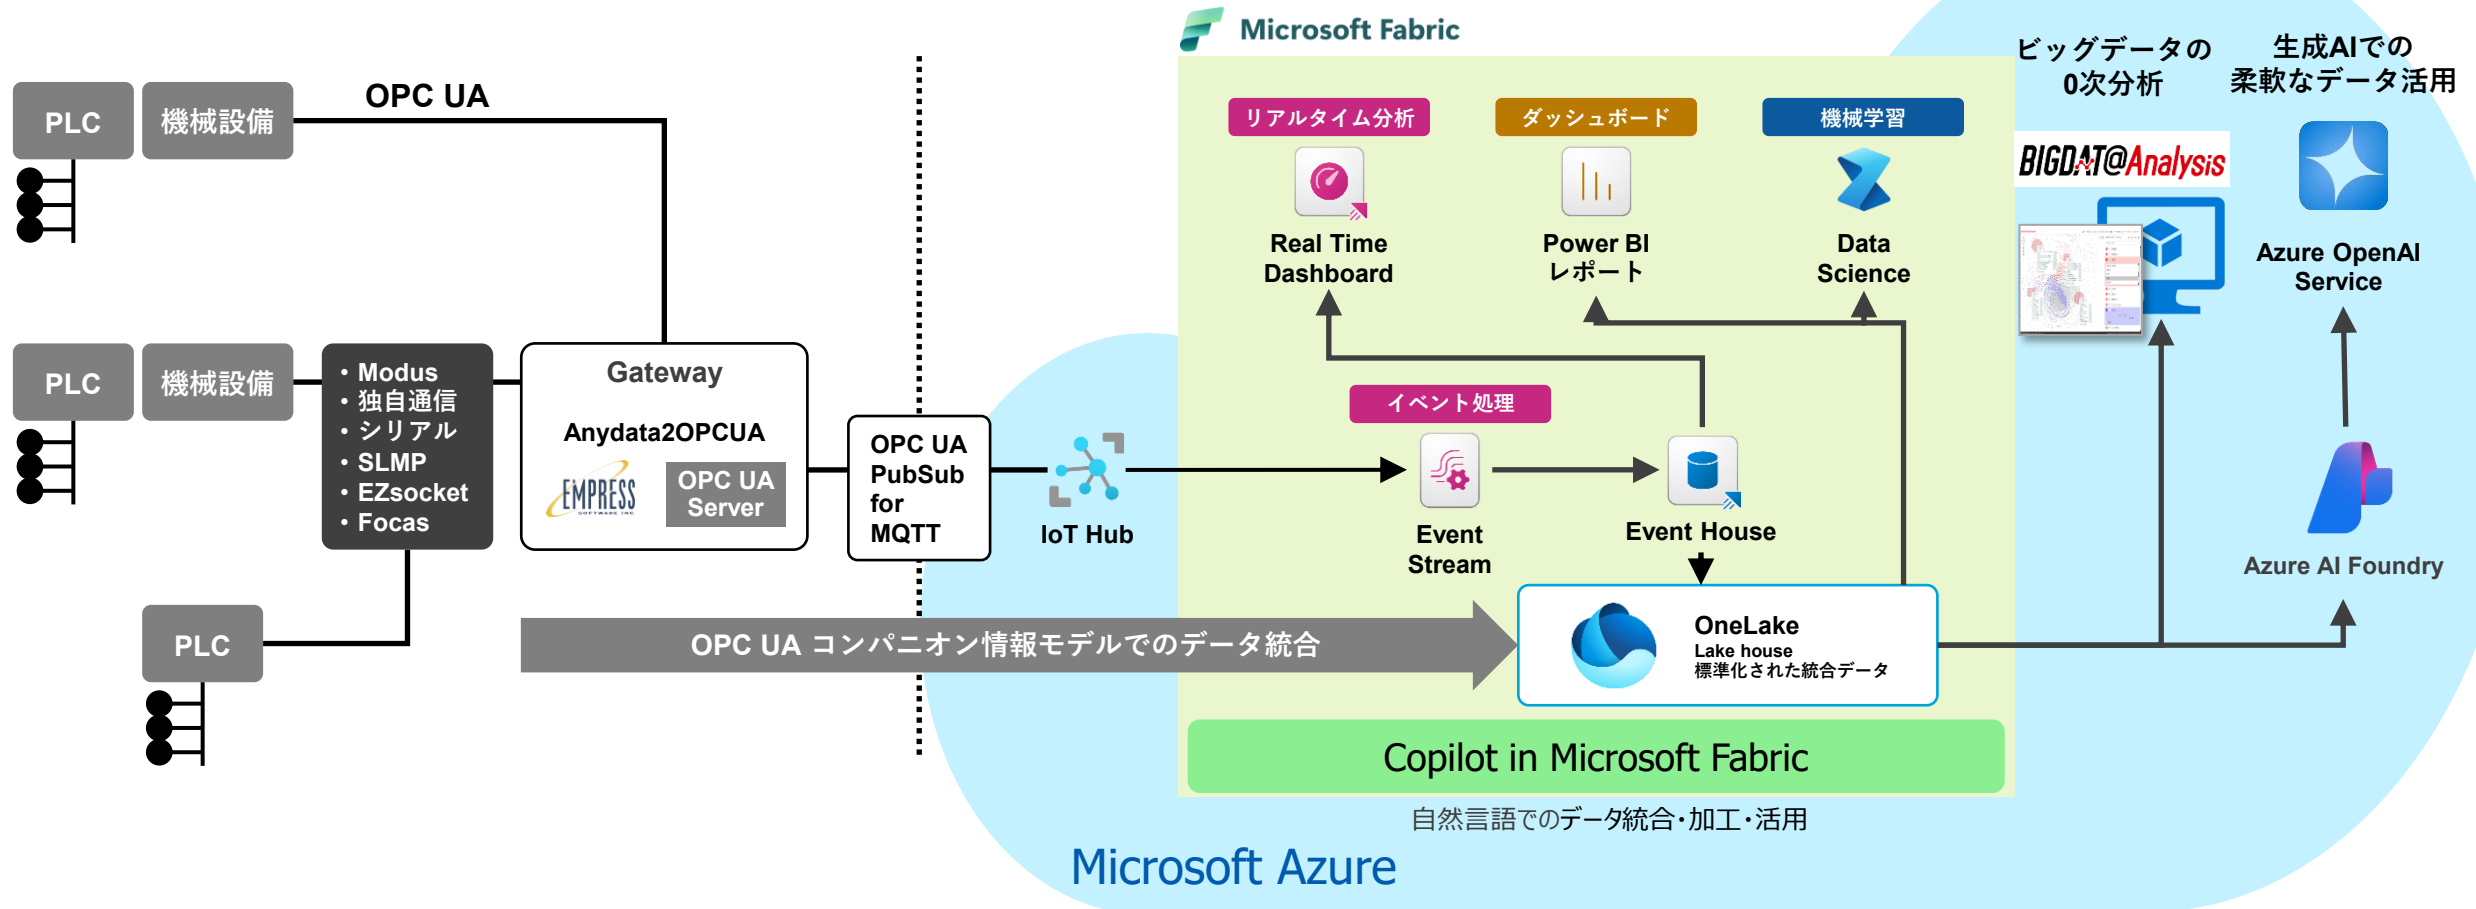 Microsoft Fabric
ビッグデータの
0次分析
生成AIでの
柔軟なデータ活用
PLC
機械設備
OPC UA
リアルタイム分析
ダッシュボード
機械学習
BIGDAT@Analysis
Real Time
Dashboard
Power BI
レポート
Data
Science
Azure OpenAI
Service
PLC
機械設備
・Modus
・独自通信
・シリアル
・SLMP
・EZsocket
・Focas
Gateway
Anydata2OPCUA
EMPRESS
SOFTWARE INC
OPC UA
Server
OPC UA
PubSub
for
MQTT
IoT Hub
イベント処理
Event
Stream
Event House
Azure AI Foundry
PLC
OPC UA コンパニオン情報モデルでのデータ統合
OneLake
Lake house
標準化された統合データ
Copilot in Microsoft Fabric
自然言語でのデータ統合・加工・活用
Microsoft Azure